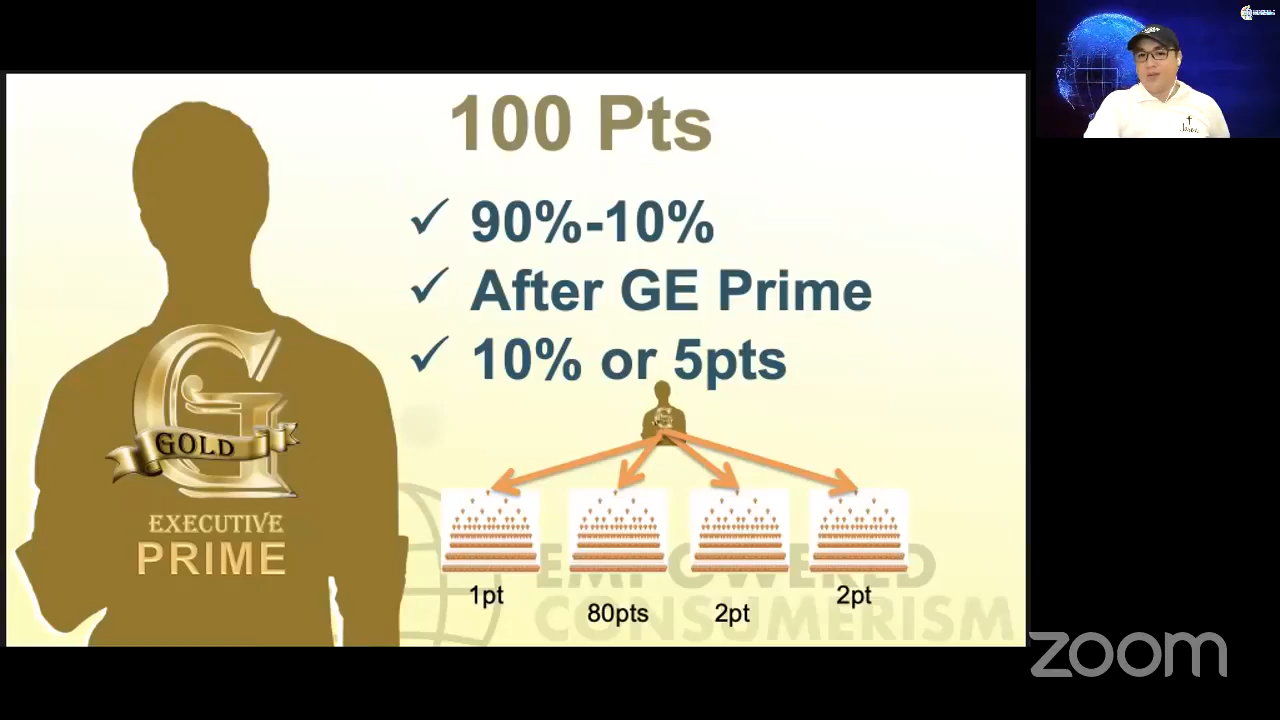 100 Pts
✓ 90%-10%
✓ After GE Prime
✓ 10% or 5pts
G
GOLD
EXECUTIVE
PRIME
1pt
80pts
2pt
2pt
EMPOWERED
CONSUMERISM
zoom